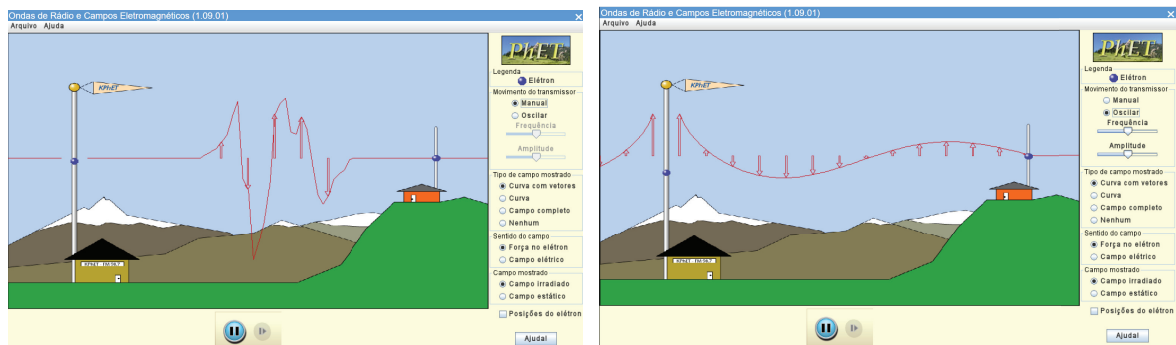 Ondas de Rádio e Campos Eletromagnéticos (1.09.01)
Arquivo Ajuda
KPhET
PhET
Legenda
Elétron
Movimento do transmissor
Manual
Oscilar
Frequência
Amplitude
Tipo de campo mostrado
Curva com vetores
Curva
Campo completo
Nenhum
Sentido do campo
Força no elétron
Campo elétrico
Campo mostrado
Campo irradiado
Campo estático
Posições do elétron
Ajuda!
Ondas de Rádio e Campos Eletromagnéticos (1.09.01)
Arquivo Ajuda
KPhET
PhET
Legenda
Elétron
Movimento do transmissor
Manual
Oscilar
Frequência
Amplitude
Tipo de campo mostrado
Curva com vetores
Curva
Campo completo
Nenhum
Sentido do campo
Força no elétron
Campo elétrico
Campo mostrado
Campo irradiado
Campo estático
Posições do elétron
Ajuda!